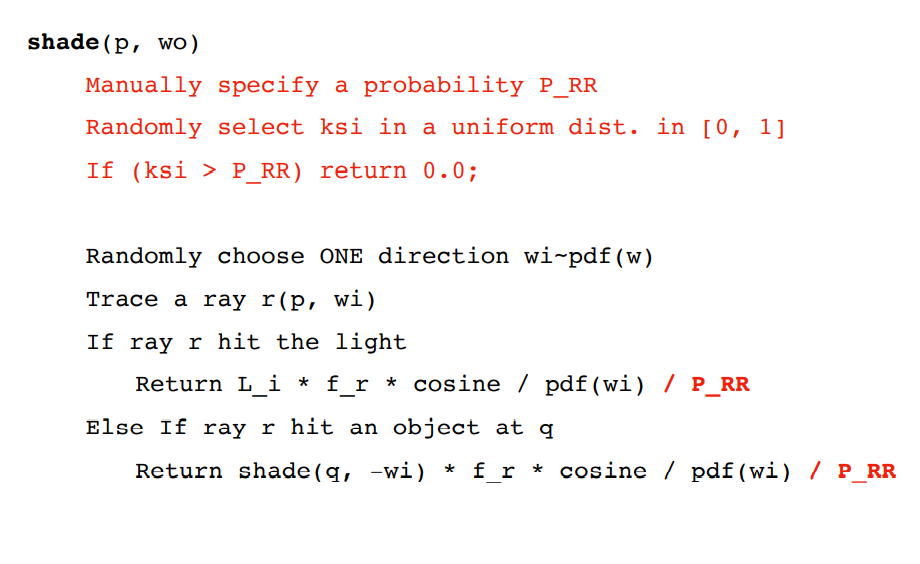 shade(p, wo)
Manually specify a probability P_RR
Randomly select ksi in a uniform dist. in [0, 1]
If (ksi > P_RR) return 0.0;
Randomly choose ONE direction wi~pdf(w)
Trace a ray r(p, wi)
If ray r hit the light
Return L_i * f_r * cosine / pdf(wi) / P_RR
Else If ray r hit an object at q
Return shade(q, -wi) * f_r * cosine / pdf(wi) / P_RR